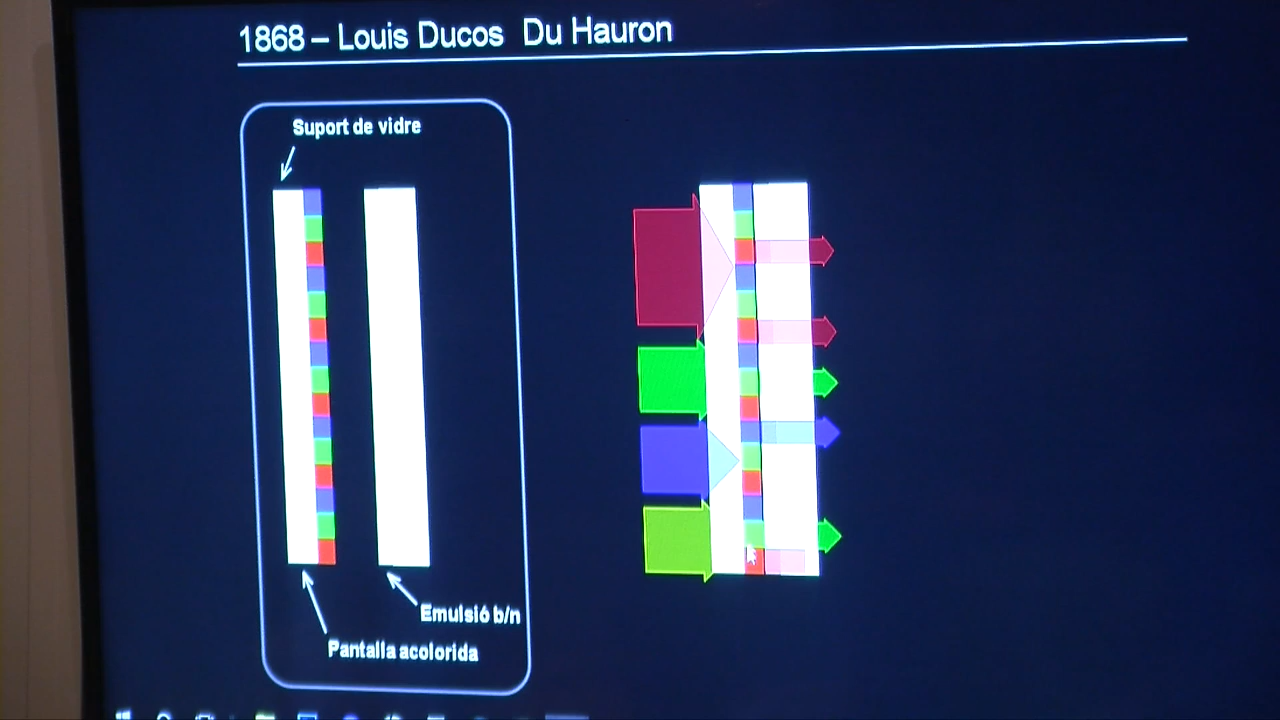 1868 – Louis Ducos Du Hauron
Suport de vidre
Emulsió b/n
Pantalla acolorida